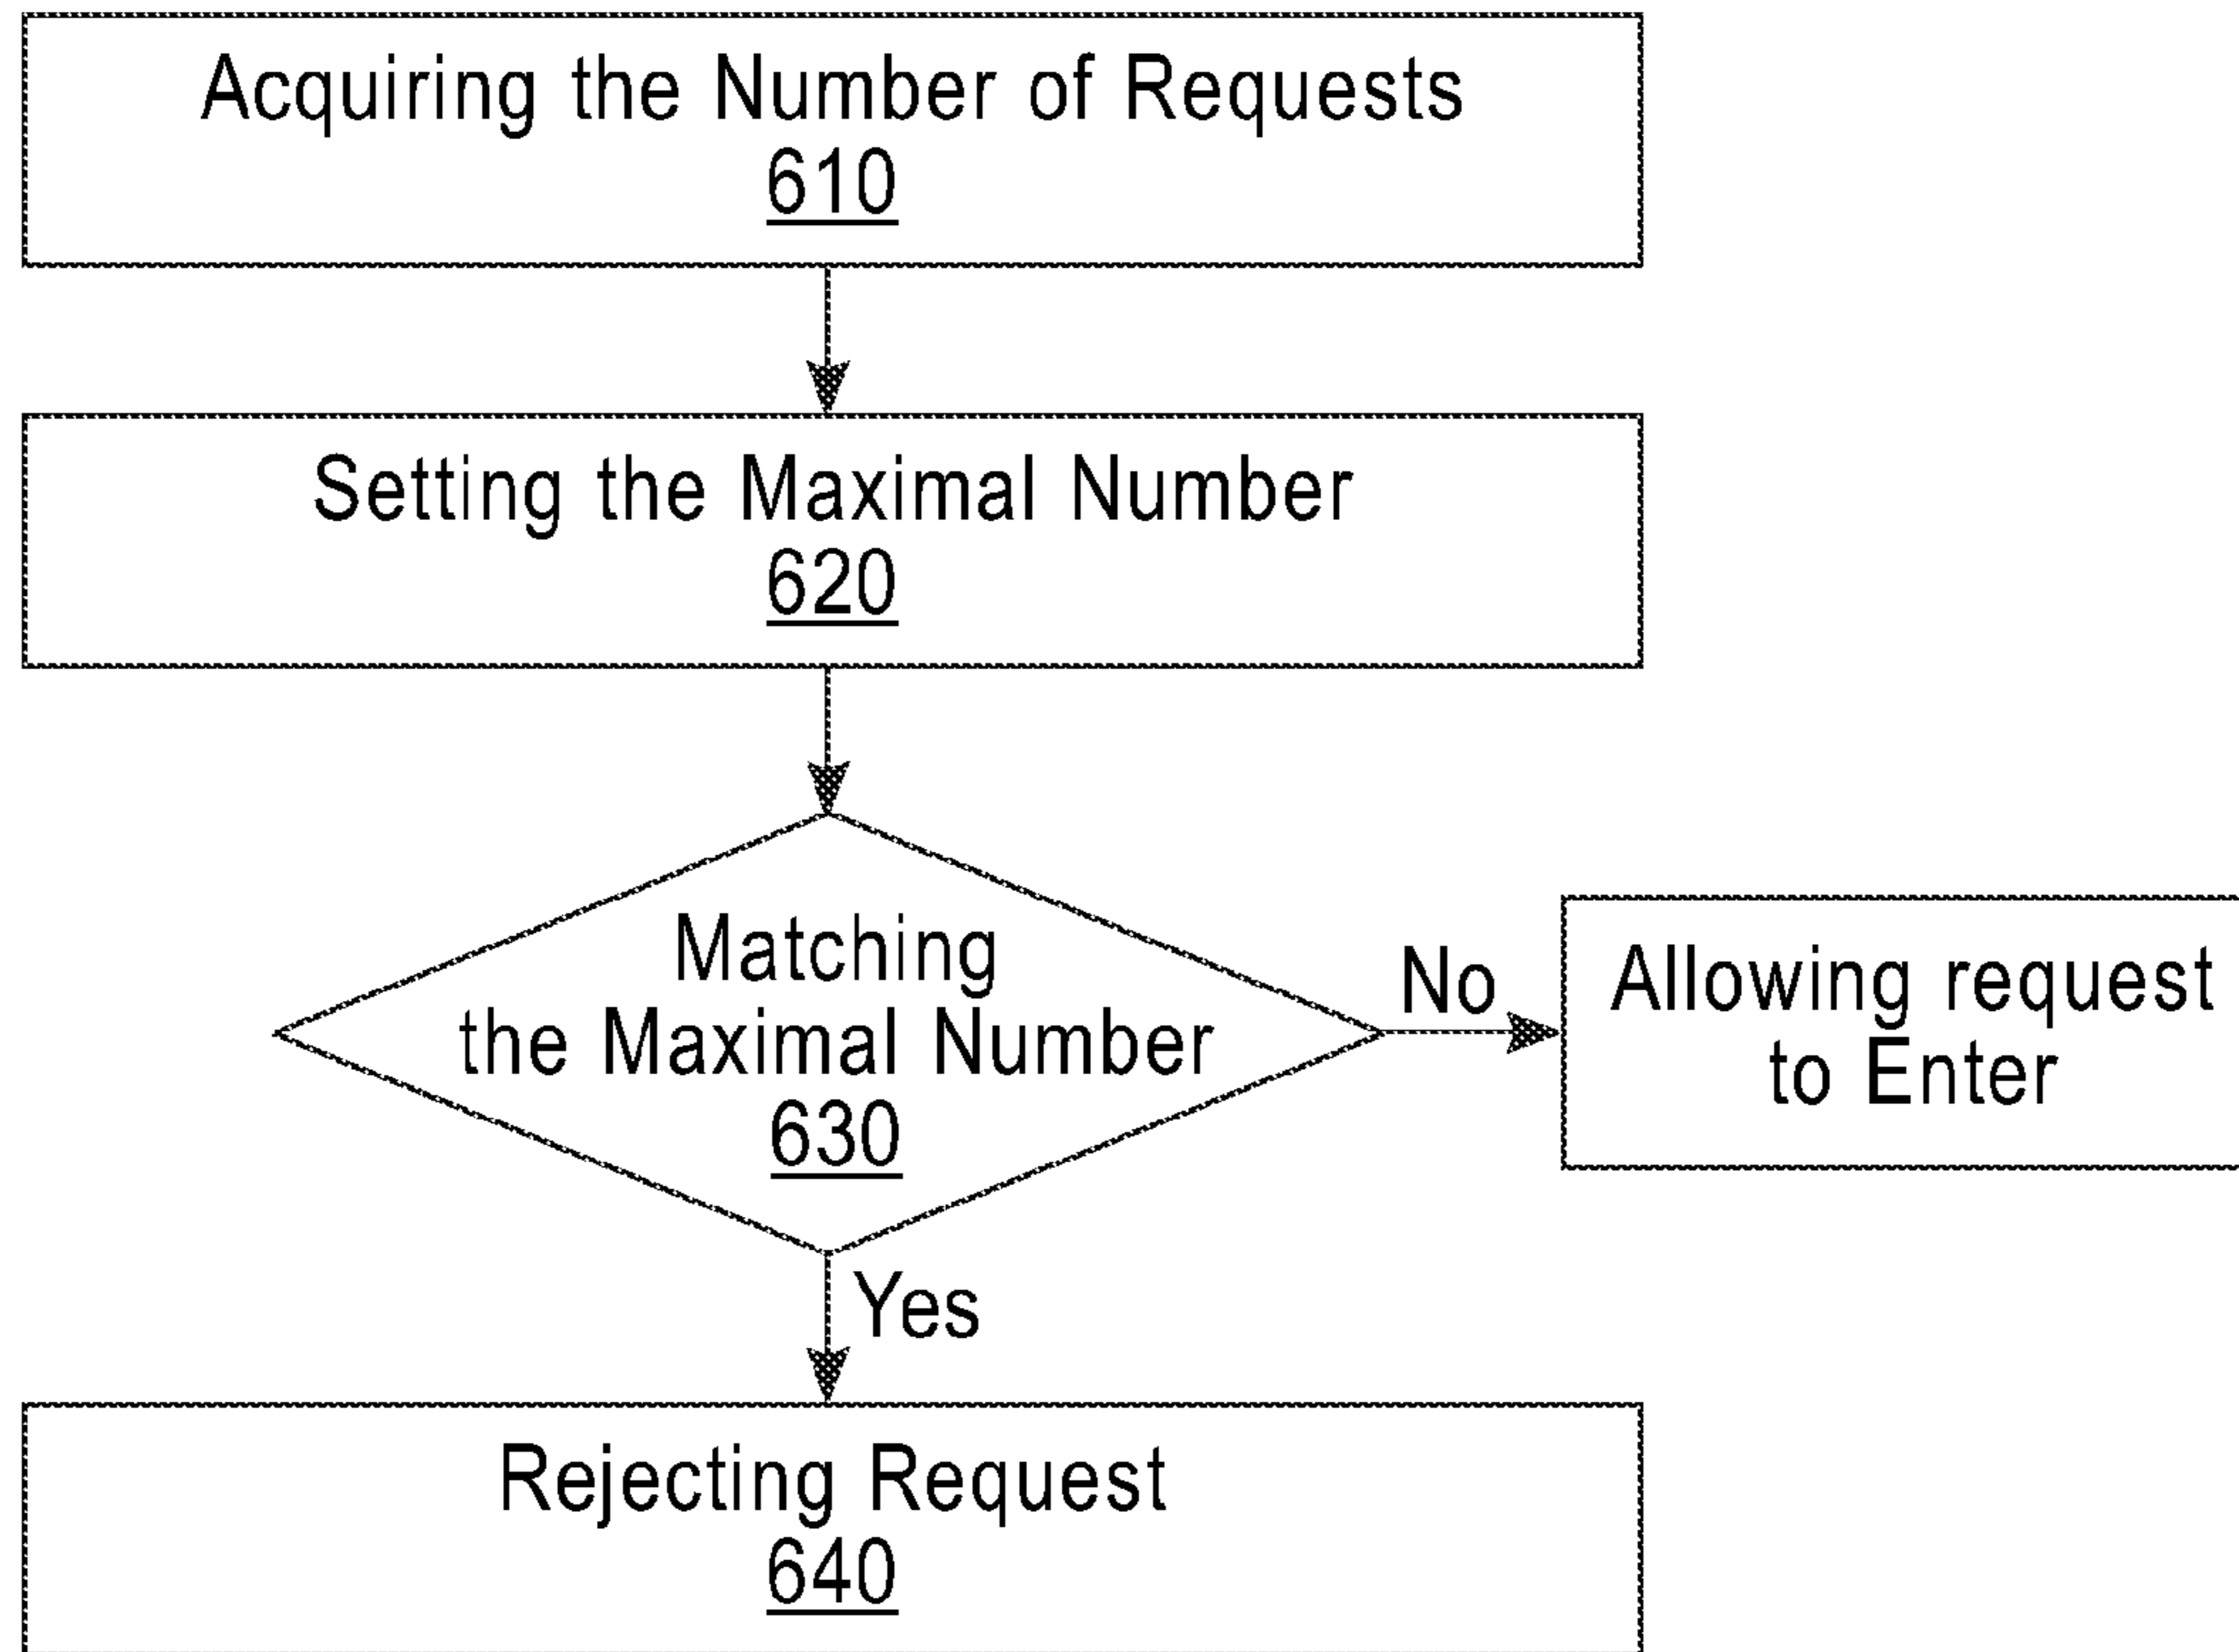 Acquiring the Number of Requests
610
Setting the Maximal Number
620
Matching
the Maximal Number
630
No
Allowing request
to Enter
Yes
Rejecting Request
640